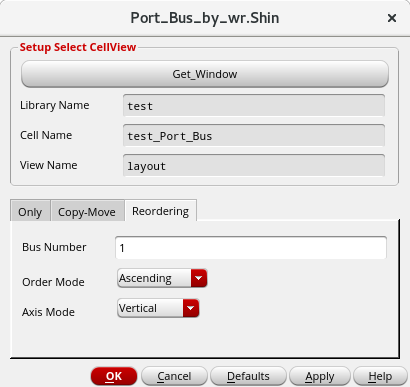 Port_Bus_by_wr.Shin
Setup Select CellView
Get_Window
Library Name test
Cell Name test_Port_Bus
View Name layout
Only Copy-Move Reordering
Bus Number 1
Order Mode Ascending
Axis Mode Vertical
OK Cancel Defaults Apply Help